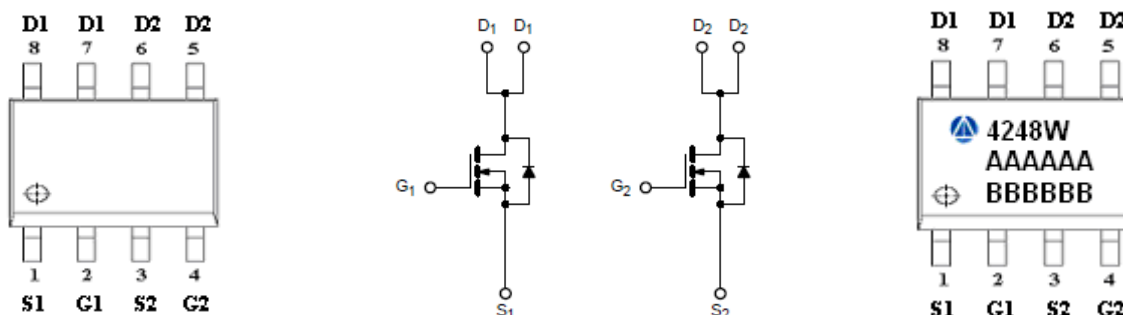 D1 D1 D2 D2
8 7 6 5
1 2 3 4
S1 G1 S2 G2
D1 D1 D2 D2
G1 G2
S1 S2
D1 D1 D2 D2
8 7 6 5
4248W
AAAAAA
BBBBBB
1 2 3 4
S1 G1 S2 G2